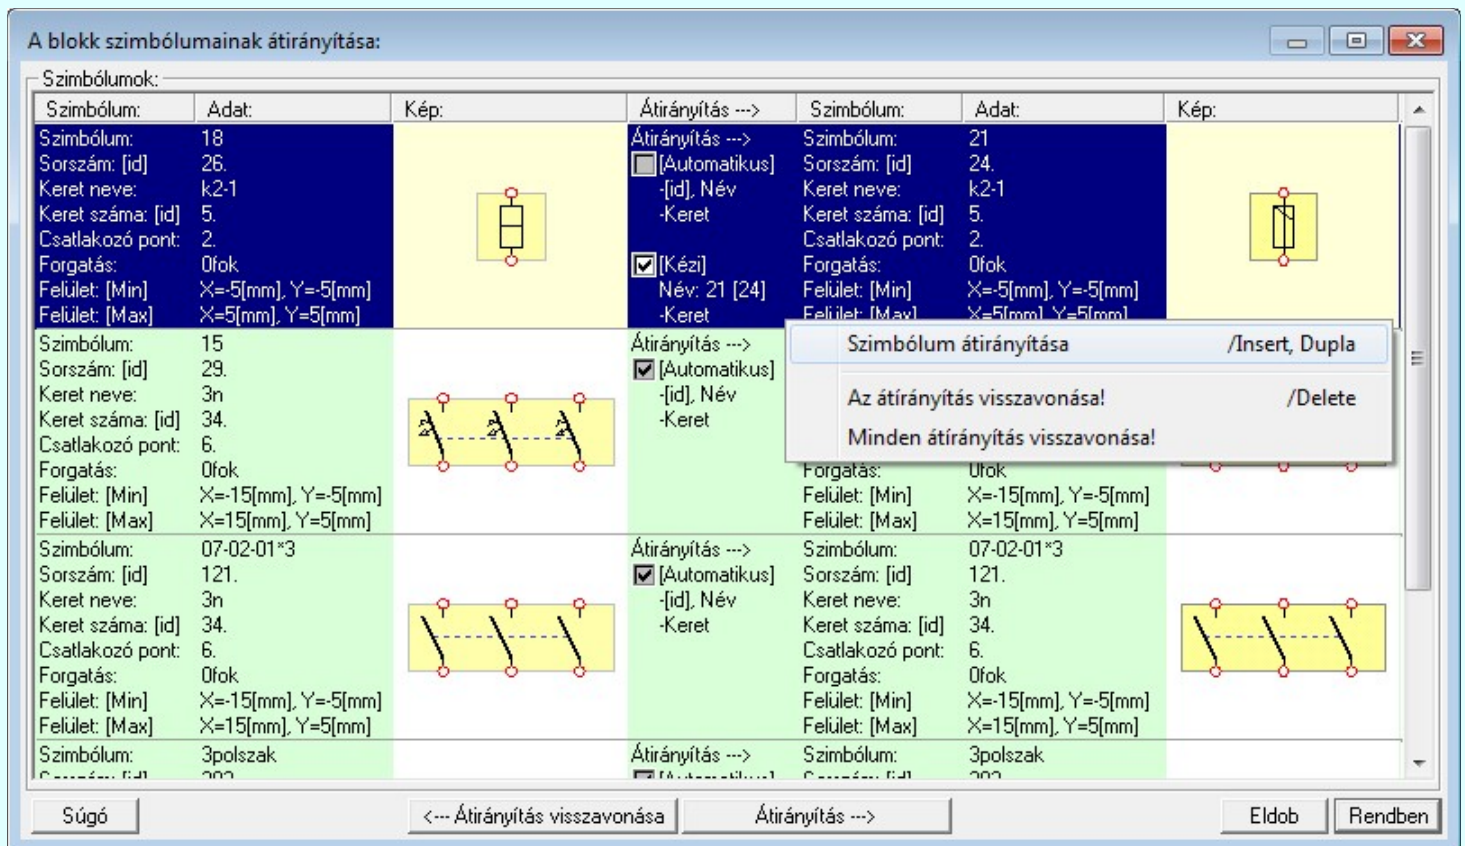 A blokk szimbólumainak átirányítása:
Szimbólumok:
Szimbólum: Adat: Kép: Átirányítás ---> Szimbólum: Adat: Kép:
Szimbólum: 18 Átirányítás ---> Szimbólum: 21
Sorszám: [id] 26. [Automatikus] Sorszám: [id] 24.
Keret neve: k2-1 -[id], Név Keret neve: k2-1
Keret száma: [id] 5. -Keret Keret száma: [id] 5.
Csatlakozó pont: 2. Csatlakozó pont: 2.
Forgatás: 0fok [Kézi] Forgatás: 0fok
Felület: [Min] X=-5[mm], Y=-5[mm] Név: 21 [24] Felület: [Min] X=-5[mm], Y=-5[mm]
Felület: [Max] X=5[mm], Y=5[mm] -Keret Felület: [Max] X=5[mm], Y=5[mm]
Szimbólum: 15 Átirányítás ---> Szimbólum átirányítása /Insert, Dupla
Sorszám: [id] 29. [Automatikus]
Keret neve: 3n -[id], Név Az átírányítás visszavonása! /Delete
Keret száma: [id] 34. -Keret Minden átírányítás visszavonása!
Csatlakozó pont: 6.
Forgatás: 0fok Forgatás: 0fok
Felület: [Min] X=-15[mm], Y=-5[mm] Felület: [Min] X=-15[mm], Y=-5[mm]
Felület: [Max] X=15[mm], Y=5[mm] Felület: [Max] X=15[mm], Y=5[mm]
Szimbólum: 07-02-01*3 Átirányítás ---> Szimbólum: 07-02-01*3
Sorszám: [id] 121. [Automatikus] Sorszám: [id] 121.
Keret neve: 3n -[id], Név Keret neve: 3n
Keret száma: [id] 34. -Keret Keret száma: [id] 34.
Csatlakozó pont: 6. Csatlakozó pont: 6.
Forgatás: 0fok Forgatás: 0fok
Felület: [Min] X=-15[mm], Y=-5[mm] Felület: [Min] X=-15[mm], Y=-5[mm]
Felület: [Max] X=15[mm], Y=5[mm] Felület: [Max] X=15[mm], Y=5[mm]
Szimbólum: 3polszak Átirányítás ---> Szimbólum: 3polszak
Súgó <--- Átirányítás visszavonása Átirányítás ---> Eldob Rendben